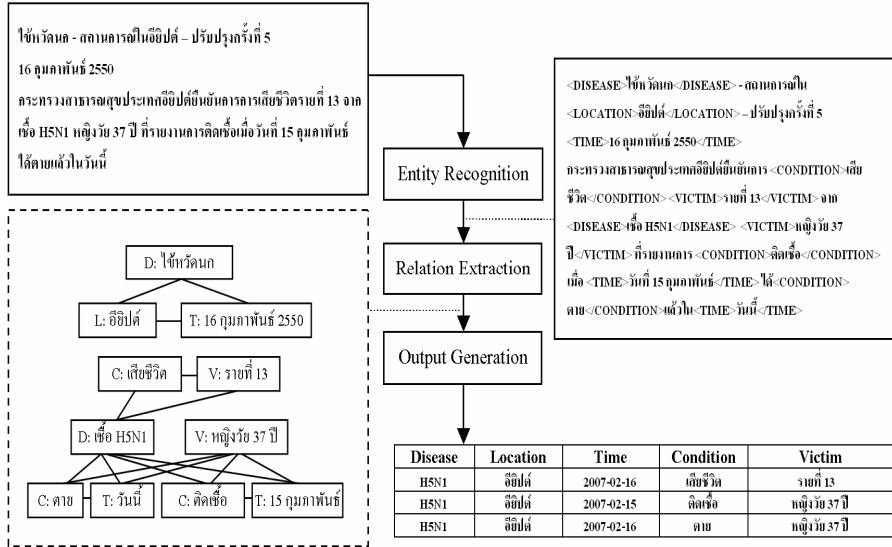 ไข้หวัดนก - สถานการณ์ในอียิปต์ – ปรับปรุงครั้งที่ 5
16 กุมภาพันธ์ 2550
กระทรวงสาธารณสุขประเทศอียิปต์ยืนยันการการเสียชีวิตรายที่ 13 จาก
เชื้อ H5N1 หญิงวัย 37 ปี ที่รายงานการติดเชื้อเมื่อวันที่ 15 กุมภาพันธ์
ได้ตายแล้วในวันนี้
Entity Recognition
Relation Extraction
Output Generation
<DISEASE>ไข้หวัดนก</DISEASE> - สถานการณ์ใน
<LOCATION>อียิปต์</LOCATION> – ปรับปรุงครั้งที่ 5
<TIME>16 กุมภาพันธ์ 2550</TIME>
กระทรวงสาธารณสุขประเทศอียิปต์ยืนยันการ <CONDITION>เสีย
ชีวิต</CONDITION> <VICTIM>รายที่ 13</VICTIM> จาก
<DISEASE>เชื้อ H5N1</DISEASE> <VICTIM>หญิงวัย 37
ปี</VICTIM> ที่รายงานการ <CONDITION>ติดเชื้อ</CONDITION>
เมื่อ <TIME>วันที่ 15 กุมภาพันธ์</TIME> ได้<CONDITION>
ตาย</CONDITION>แล้วใน<TIME>วันนี้</TIME>
D: ไข้หวัดนก
L: อียิปต์ T: 16 กุมภาพันธ์ 2550
C: เสียชีวิต V: รายที่ 13
D: เชื้อ H5N1 V: หญิงวัย 37 ปี
C: ตาย T: วันนี้ C: ติดเชื้อ T: 15 กุมภาพันธ์
Disease Location Time Condition Victim
H5N1 อียิปต์ 2007-02-16 เสียชีวิต รายที่ 13
H5N1 อียิปต์ 2007-02-15 ติดเชื้อ หญิงวัย 37 ปี
H5N1 อียิปต์ 2007-02-16 ตาย หญิงวัย 37 ปี